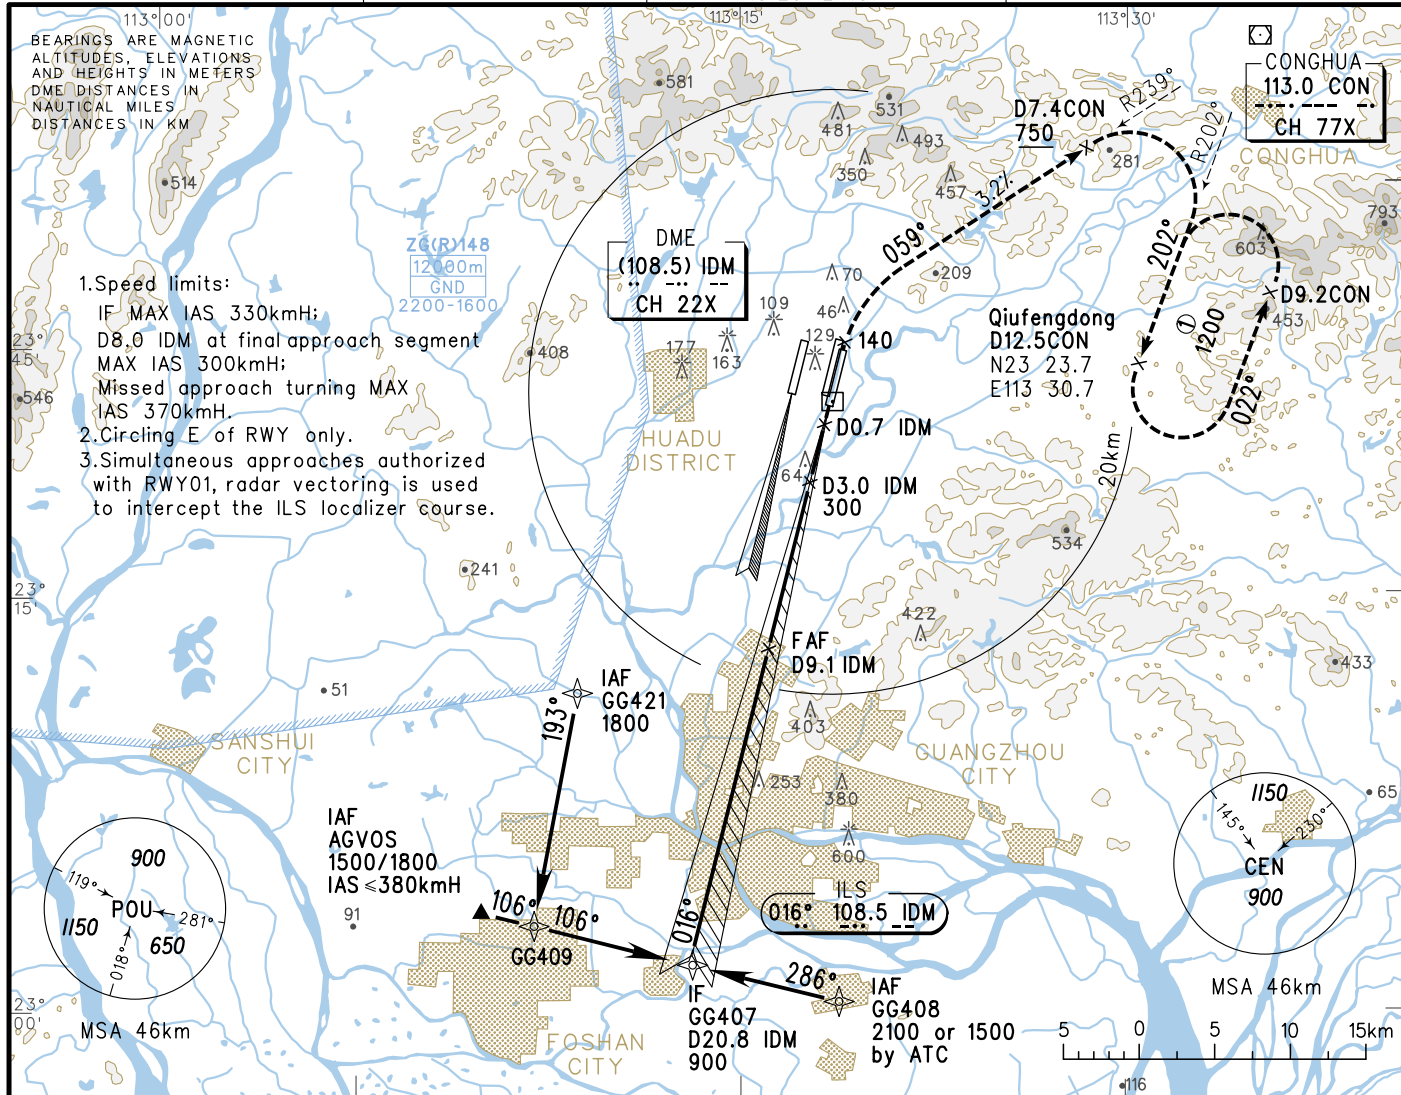 113°00'
113°15'
113°30'
BEARINGS ARE MAGNETIC
ALTITUDES, ELEVATIONS
AND HEIGHTS IN METERS
DME DISTANCES IN
NAUTICAL MILES
DISTANCES IN KM
CONGHUA
113.0 CON
CH 77X
CONGHUA
581
531
481
493
350
457
514
D7.4CON
750
R239°
R202°
281
3.2%
059°
202°
603
793
ZG(R)148
12000m
GND
2200-1600
DME
(108.5) IDM
CH 22X
70
209
46
109
129
177
163
140
408
546
23°
45'
1.Speed limits:
IF MAX IAS 330kmH;
D8.0 IDM at final approach segment
MAX IAS 300kmH;
Missed approach turning MAX
IAS 370kmH.
2.Circling E of RWY only.
3.Simultaneous approaches authorized
with RWY01, radar vectoring is used
to intercept the ILS localizer course.
Qiufengdong
D12.5CON
N23 23.7
E113 30.7
①
1200
D9.2CON
453
022°
HUADU
DISTRICT
D0.7 IDM
64
D3.0 IDM
300
20km
534
241
23°
15'
422
433
FAF
D9.1 IDM
51
IAF
GG421
1800
193°
403
SANSHUI
CITY
GUANGZHOU
CITY
253
380
600
65
IAF
AGVOS
1500/1800
IAS≤380kmH
91
900
119°
POU
281°
1150
650
018°
MSA 46km
1150
145°
230°
CEN
900
MSA 46km
ILS
016° 108.5 IDM
106°
106°
GG409
016°
286°
IF
GG407
D20.8 IDM
900
IAF
GG408
2100 or 1500
by ATC
FOSHAN
CITY
23°
00'
5 0 5 10 15km
116